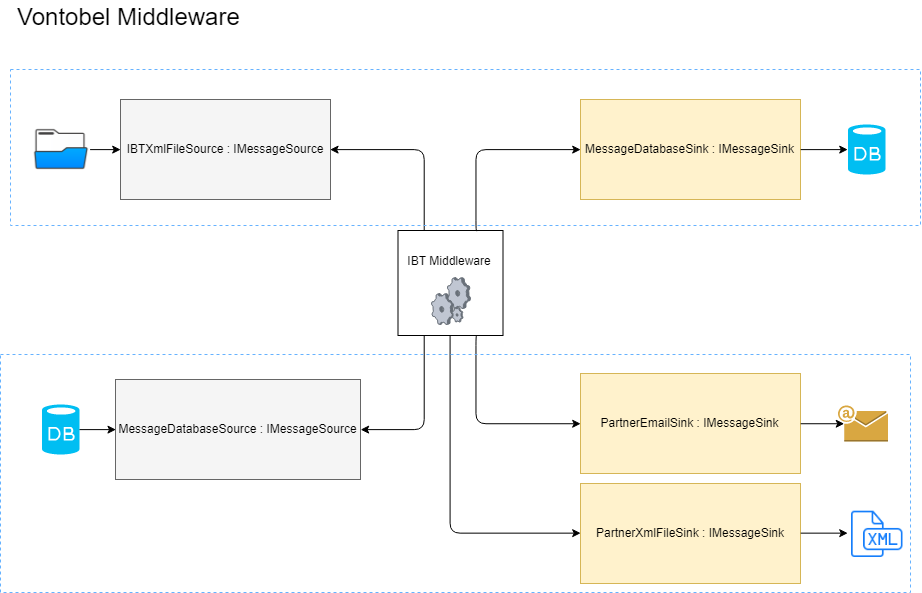 Vontobel Middleware
IBTXmlFileSource : IMessageSource
MessageDatabaseSink : IMessageSink
DB
IBT Middleware
DB
MessageDatabaseSource : IMessageSource
PartnerEmailSink : IMessageSink
@
PartnerXmlFileSink : IMessageSink
XML